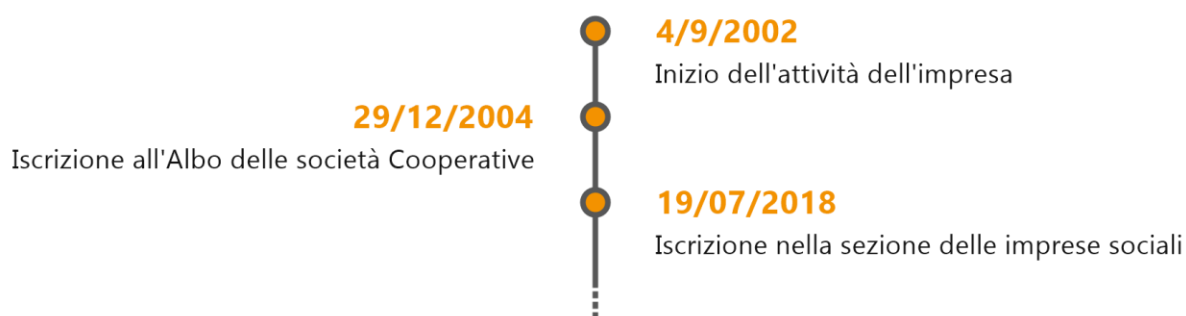 4/9/2002
Inizio dell'attività dell'impresa
29/12/2004
Iscrizione all'Albo delle società Cooperative
19/07/2018
Iscrizione nella sezione delle imprese sociali